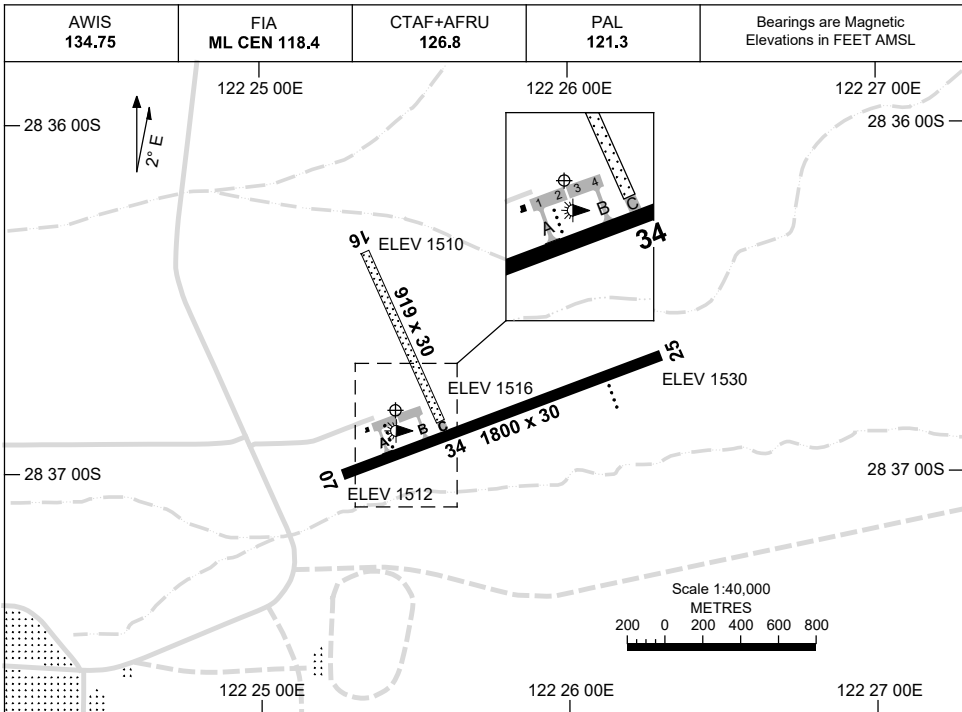 AWIS
134.75
FIA
ML CEN 118.4
CTAF+AFRU
126.8
PAL
121.3
Bearings are Magnetic
Elevations in FEET AMSL
122 25 00E
122 26 00E
122 27 00E
28 36 00S
28 36 00S
2° E
1 2 3 4
A
B
C
34
16
ELEV 1510
919 x 30
25
ELEV 1516
ELEV 1530
A
B
C
34
1800 x 30
28 37 00S
28 37 00S
07
ELEV 1512
Scale 1:40,000
METRES
200 0 200 400 600 800
122 25 00E
122 26 00E
122 27 00E